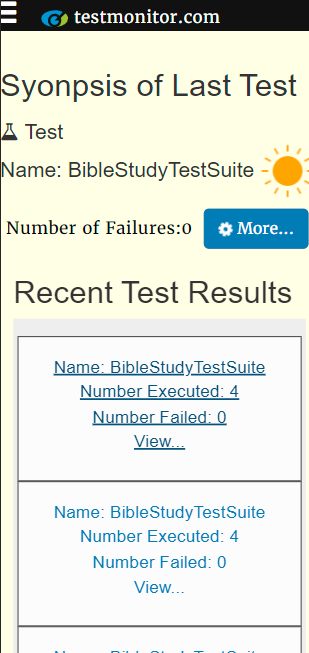 testmonitor.com
Syonpsis of Last Test
Test
Name: BibleStudyTestSuite
Number of Failures:0
More...
Recent Test Results
Name: BibleStudyTestSuite
Number Executed: 4
Number Failed: 0
View...
Name: BibleStudyTestSuite
Number Executed: 4
Number Failed: 0
View...